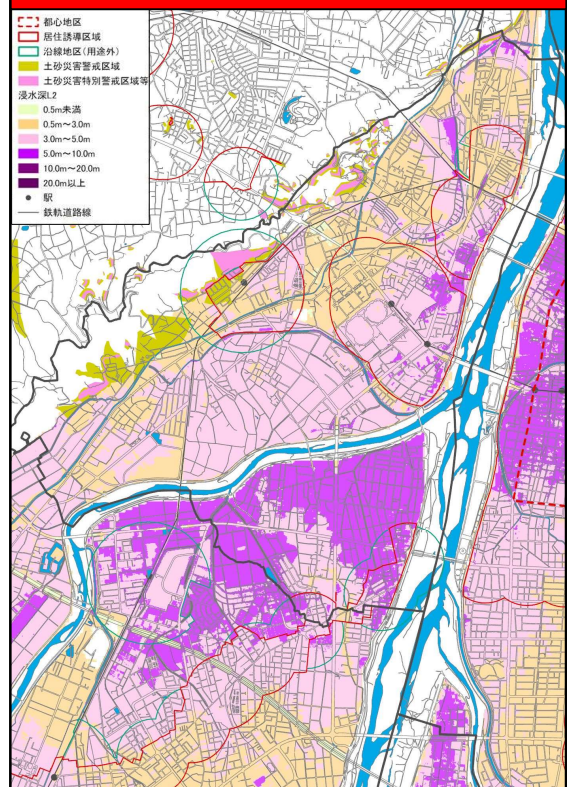 都心地区
居住誘導区域
沿線地区(用途外)
土砂災害警戒区域
土砂災害特別警戒区域等
浸水深L2
0.5m未満
0.5m～3.0m
3.0m～5.0m
5.0m～10.0m
10.0m～20.0m
20.0m以上
駅
鉄軌道路線